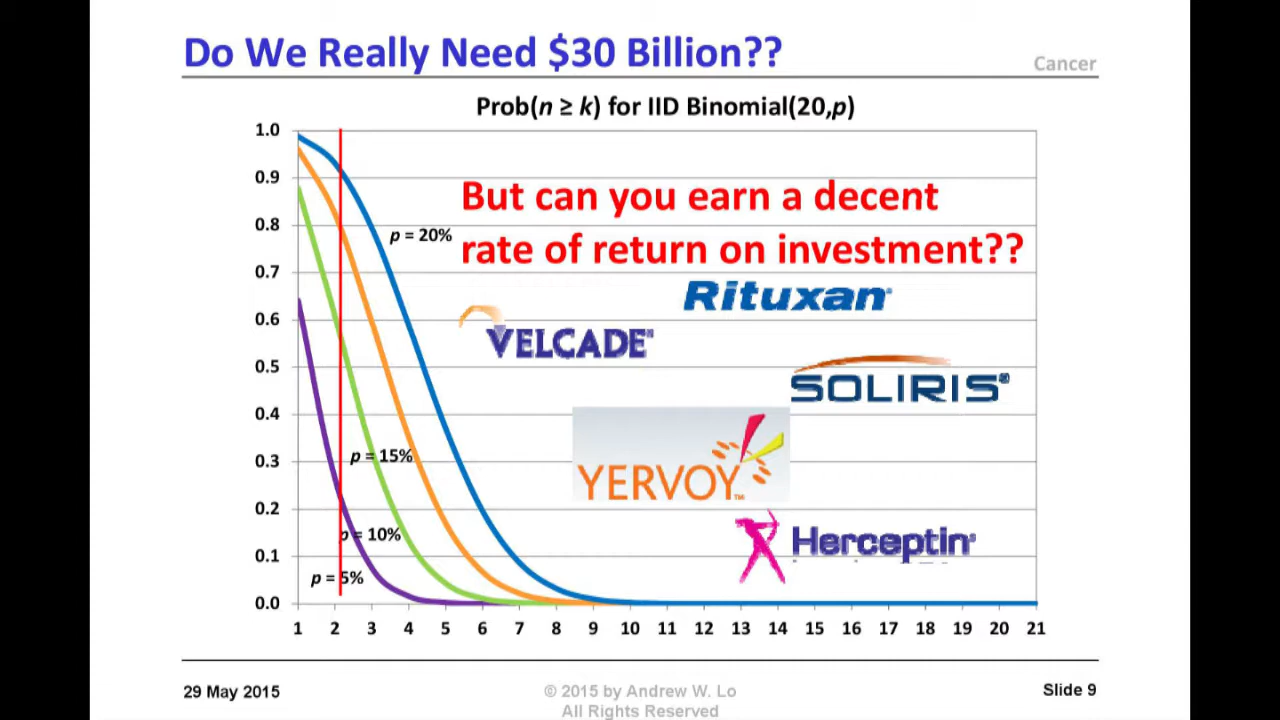 Do We Really Need $30 Billion??
Cancer
Prob(n ≥ k) for IID Binomial(20,p)
1.0
0.9
0.8
0.7
0.6
0.5
0.4
0.3
0.2
0.1
0.0
But can you earn a decent
rate of return on investment??
p = 20%
p = 15%
p = 10%
p = 5%
Rituxan®
VELCADE®
SOLIRIS®
YERVOY™
Herceptin®
1 2 3 4 5 6 7 8 9 10 11 12 13 14 15 16 17 18 19 20 21
29 May 2015
© 2015 by Andrew W. Lo
All Rights Reserved
Slide 9